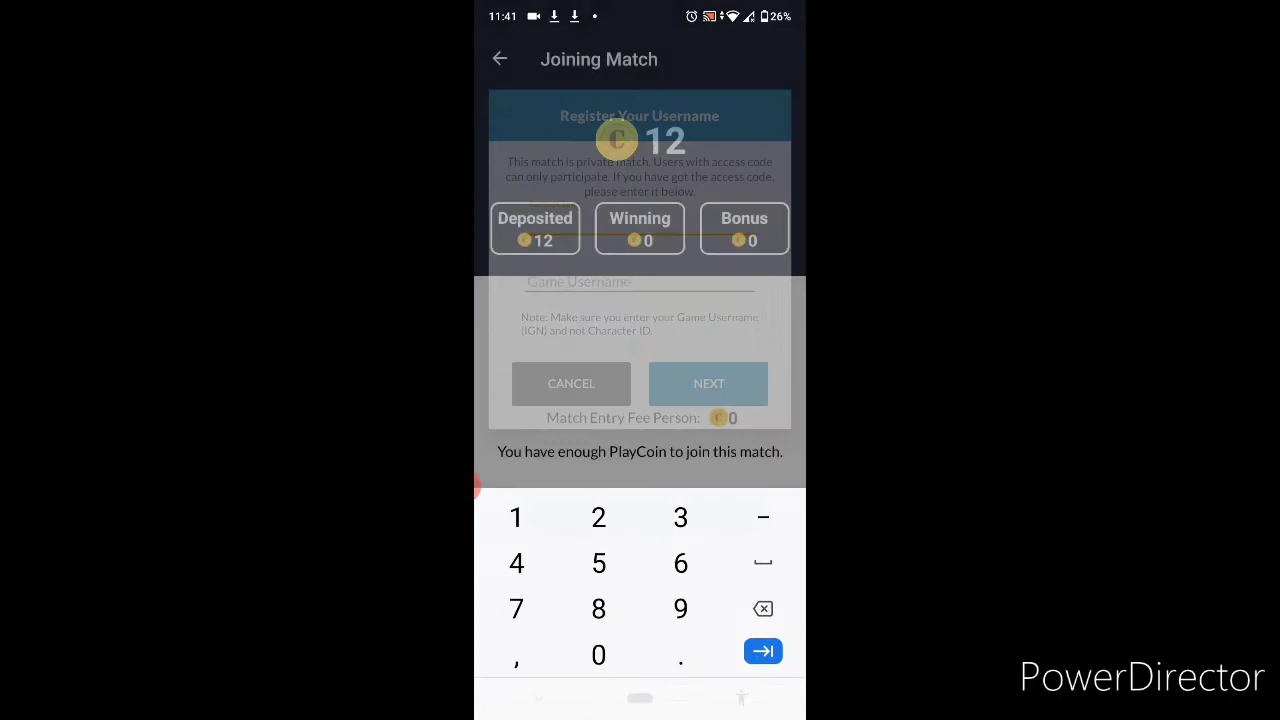 11:41
26%
Joining Match
Register Your Username
C 12
This match is private match. Users with access code
can only participate. If you have got the access code,
please enter it below.
Deposited
12
Winning
0
Bonus
0
Game Username
Note: Make sure you enter your Game Username
(IGN) and not Character ID.
CANCEL
NEXT
Match Entry Fee Person: C 0
You have enough PlayCoin to join this match.
1 2 3 –
4 5 6
7 8 9
, 0 .
PowerDirector